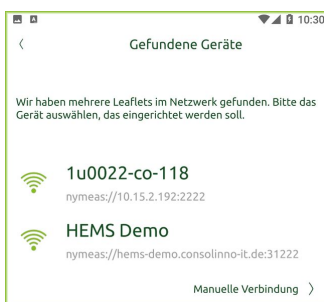 10:30
Gefundene Geräte
Wir haben mehrere Leaflets im Netzwerk gefunden. Bitte das
Gerät auswählen, das eingerichtet werden soll.
1u0022-co-118
nymeas://10.15.2.192:2222
HEMS Demo
nymeas://hems-demo.consolinno-it.de:31222
Manuelle Verbindung